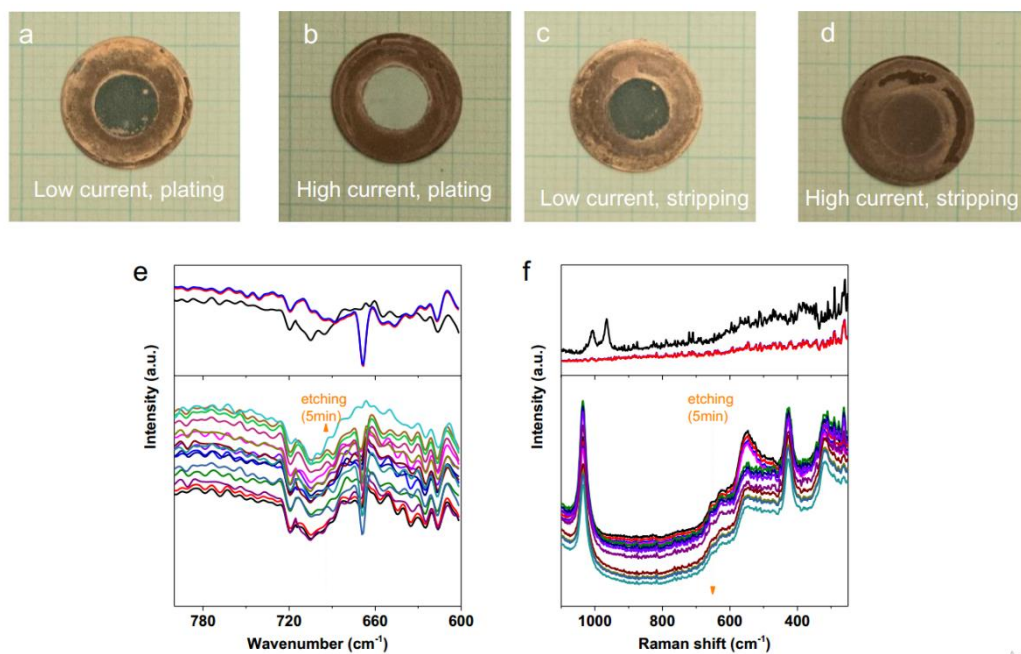 a
b
c
d
Low current, plating
High current, plating
Low current, stripping
High current, stripping
e
f
Intensity (a.u.)
etching
(5min)
780
720
660
600
Wavenumber (cm⁻¹)
Intensity (a.u.)
etching
(5min)
1000
800
600
400
Raman shift (cm⁻¹)